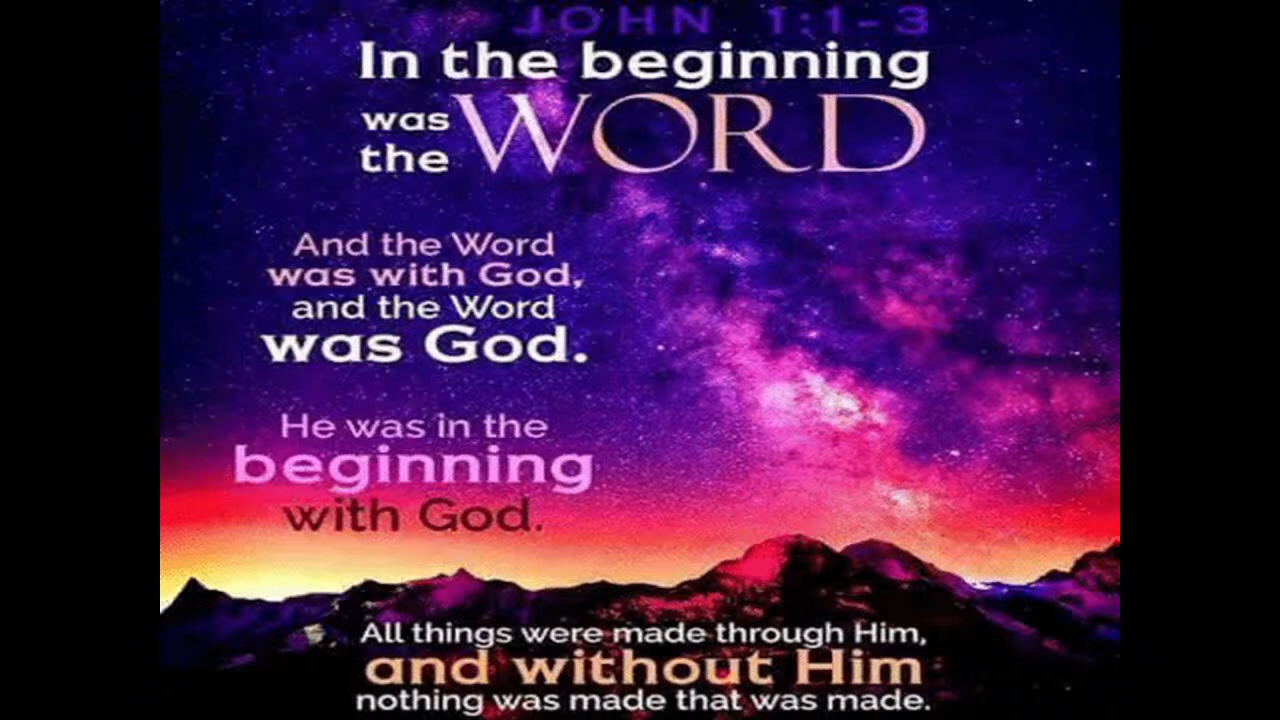 JOHN 1:1-3
In the beginning
was
the WORD
And the Word
was with God,
and the Word
was God.
He was in the
beginning
with God.
All things were made through Him,
and without Him
nothing was made that was made.